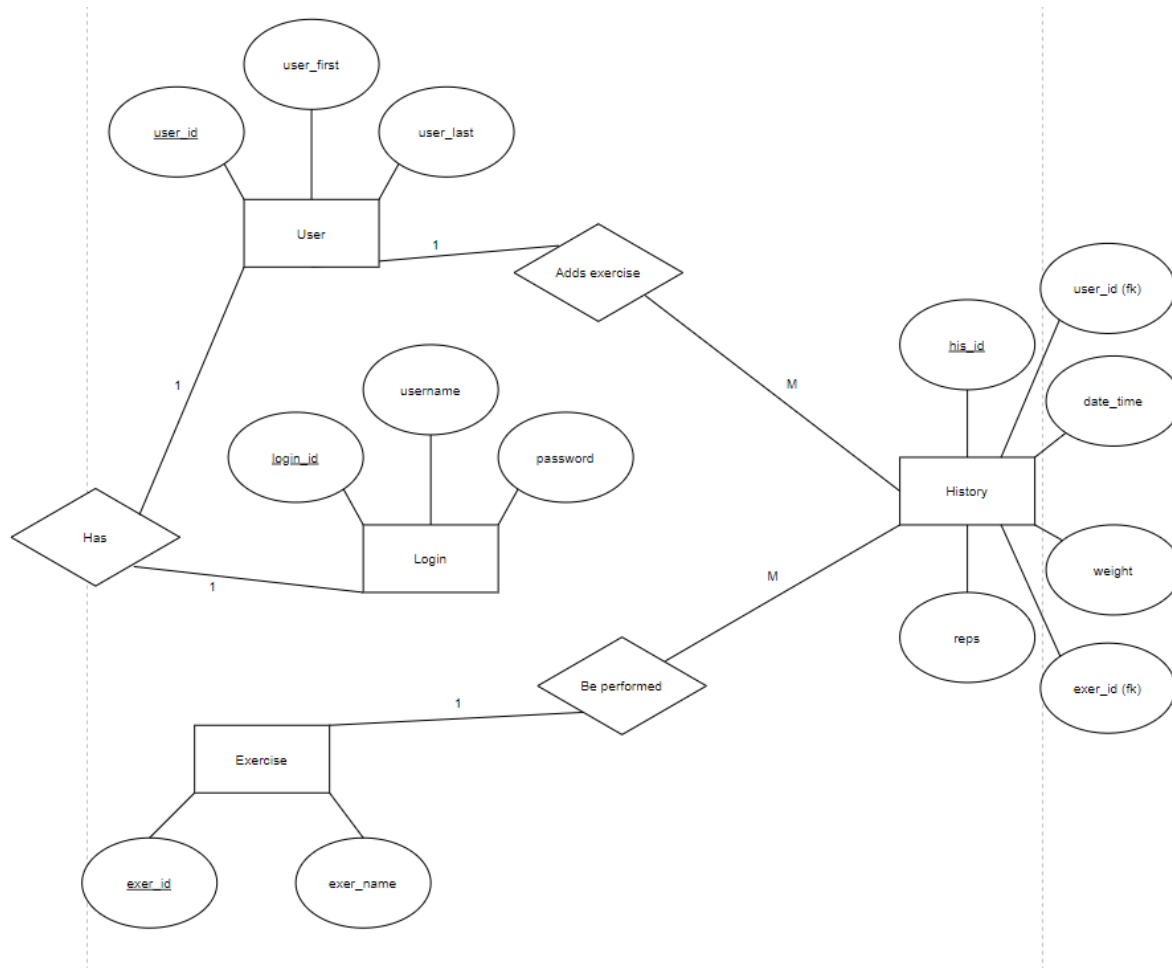 user_first
user_id
user_last
User
1
Adds exercise
user_id (fk)
his_id
username
1
M
date_time
login_id
password
History
Has
Login
1
M
weight
reps
Be performed
exer_id (fk)
1
Exercise
exer_id
exer_name